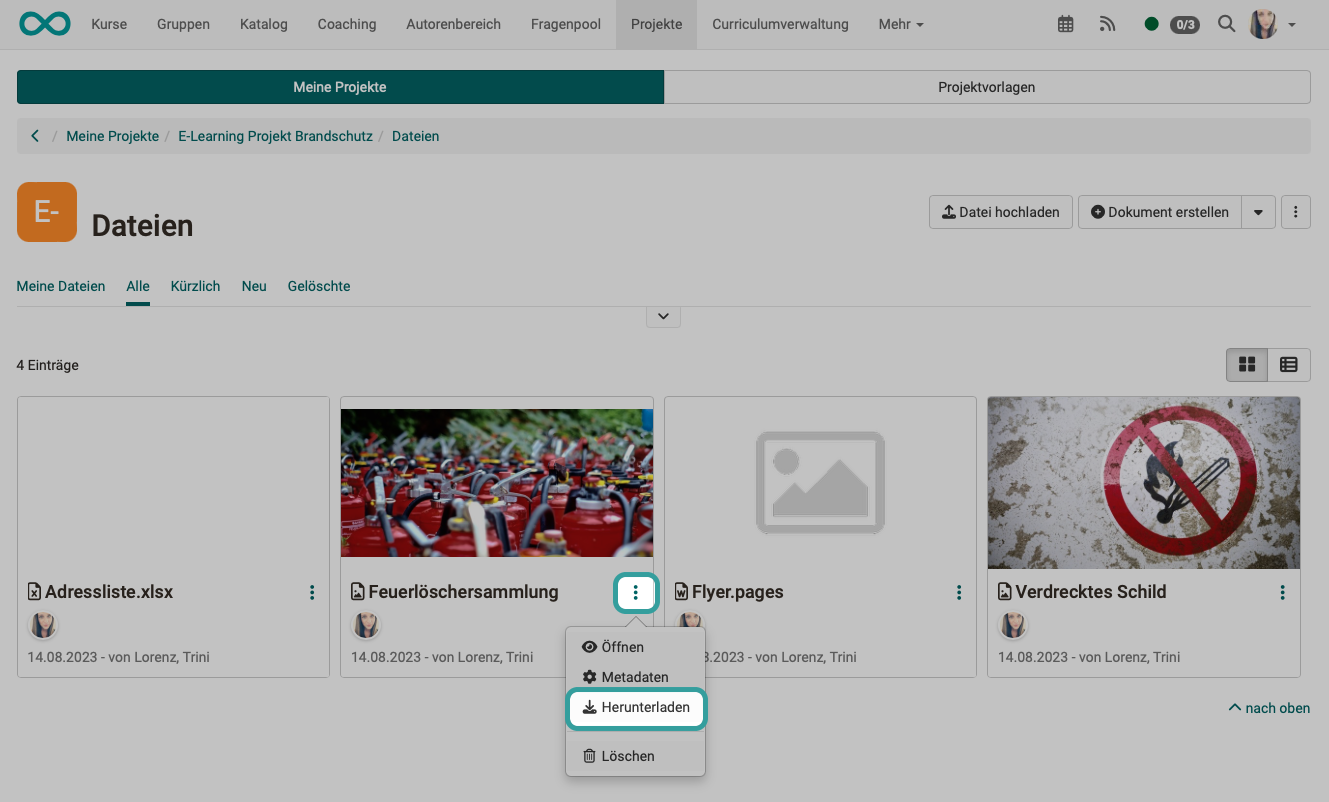 Kurse Gruppen Katalog Coaching Autorenbereich Fragenpool Projekte Curriculumverwaltung Mehr 0/3
Meine Projekte Projektvorlagen
/ Meine Projekte / E-Learning Projekt Brandschutz / Dateien
E- Dateien Datei hochladen Dokument erstellen
Meine Dateien Alle Kürzlich Neu Gelöschte
4 Einträge
Adressliste.xlsx Feuerlöschersammlung Flyer.pages Verdrecktes Schild
14.08.2023 - von Lorenz, Trini 14.08.2023 - von Lorenz, Trini 8.2023 - von Lorenz, Trini 14.08.2023 - von Lorenz, Trini
Öffnen
Metadaten
Herunterladen
Löschen
nach oben